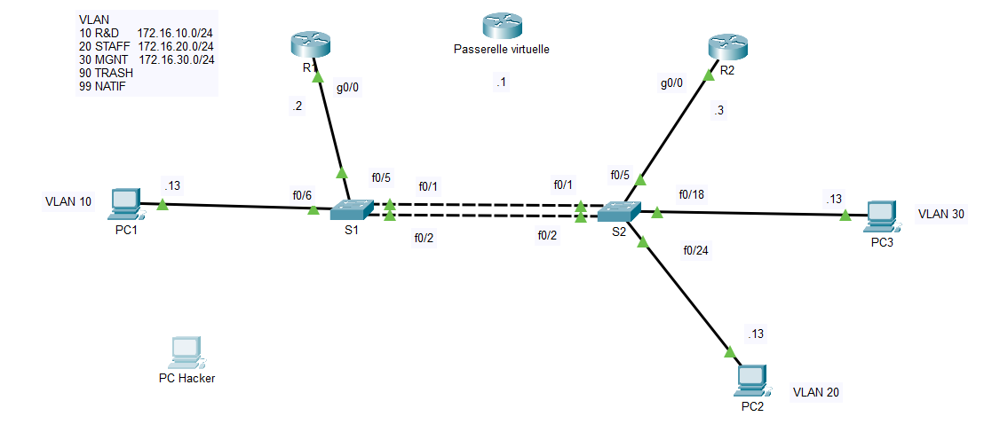 VLAN
10 R&D 172.16.10.0/24
20 STAFF 172.16.20.0/24
30 MGNT 172.16.30.0/24
90 TRASH
99 NATIF
R1
g0/0
.2
Passerelle virtuelle
.1
R2
g0/0
.3
VLAN 10
PC1
.13
f0/6
f0/5
f0/1
f0/2
S1
f0/1
f0/2
f0/5
S2
f0/18
f0/24
.13
PC3
VLAN 30
.13
PC2
VLAN 20
PC Hacker